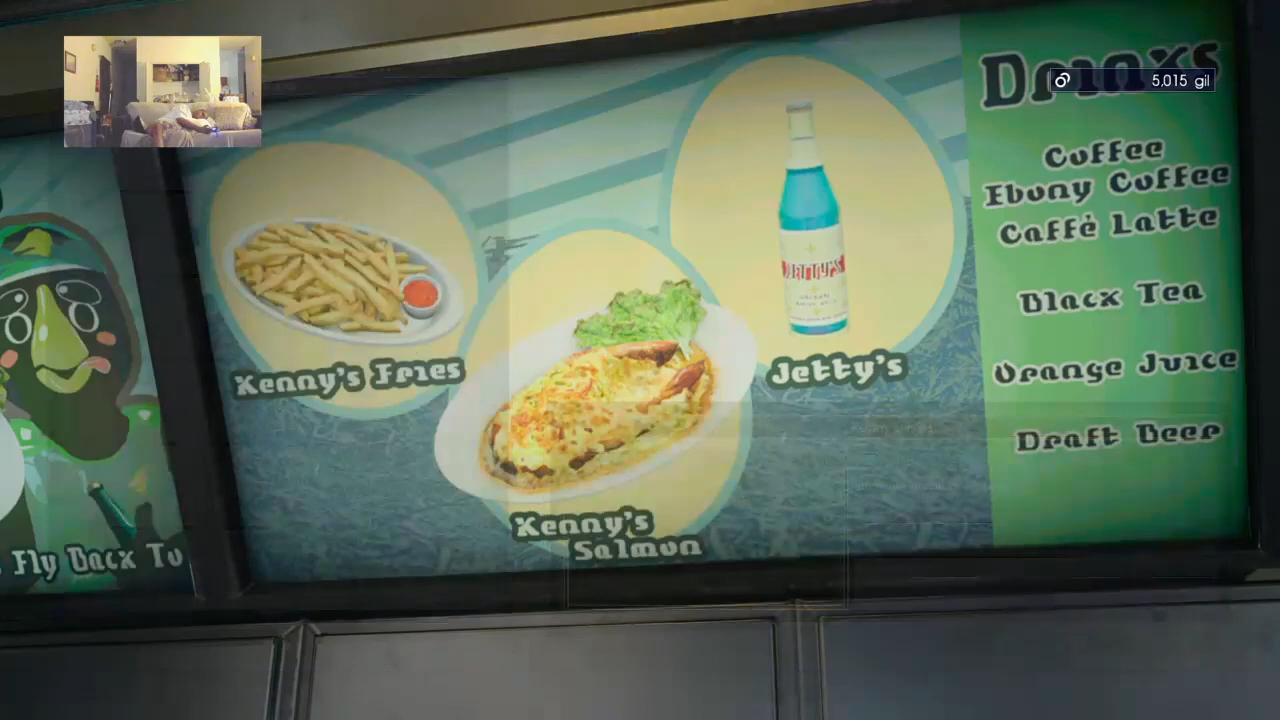 Drinks
5,015 gil
Coffee
Ebony Coffee
Caffè Latte
Black Tea
Orange Juice
Draft Beer
Kenny's Fries
Jetty's
JETTY'S
Kenny's
Salmon
Fly Back To